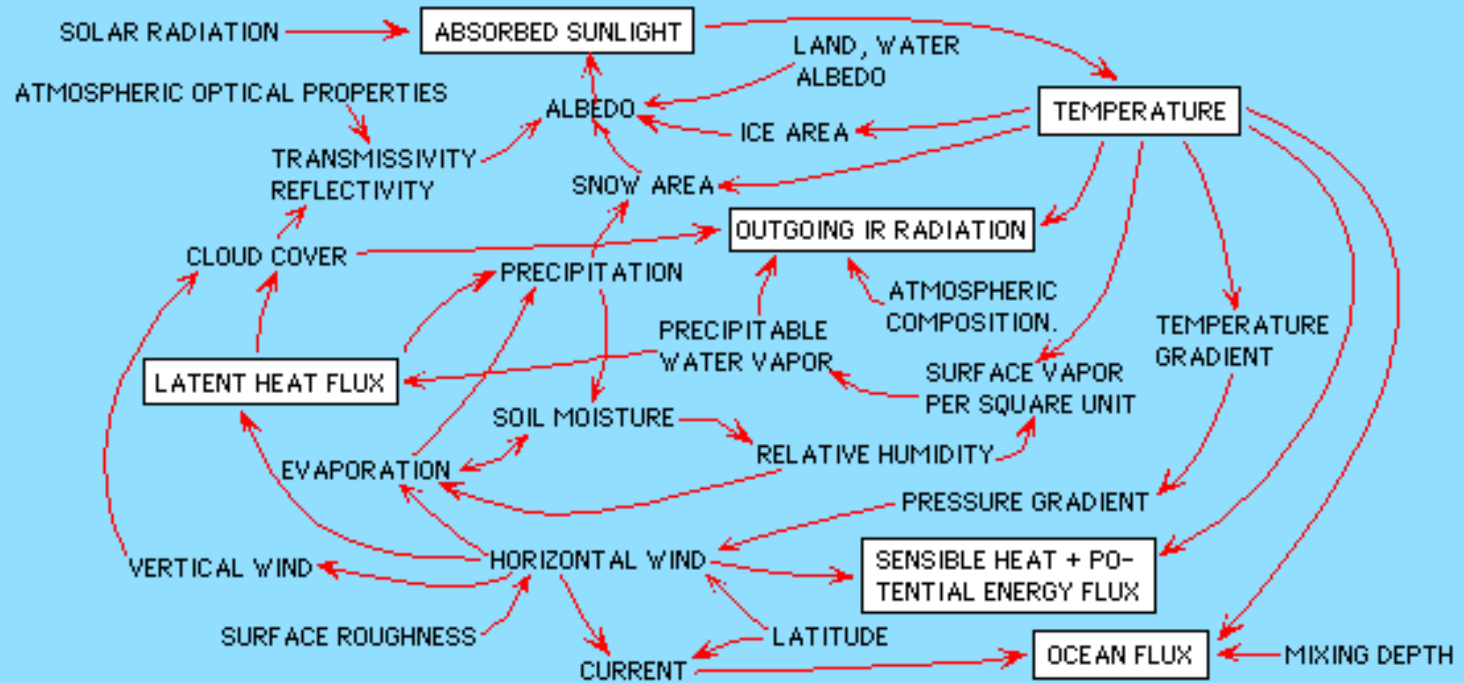 SOLAR RADIATION
ABSORBED SUNLIGHT
LAND, WATER
ALBEDO
ATMOSPHERIC OPTICAL PROPERTIES
ALBEDO
TEMPERATURE
ICE AREA
TRANSMISSIVITY
REFLECTIVITY
SNOW AREA
OUTGOING IR RADIATION
CLOUD COVER
PRECIPITATION
ATMOSPHERIC
COMPOSITION.
PRECIPITABLE
WATER VAPOR
TEMPERATURE
GRADIENT
LATENT HEAT FLUX
SURFACE VAPOR
PER SQUARE UNIT
SOIL MOISTURE
RELATIVE HUMIDITY
EVAPORATION
PRESSURE GRADIENT
VERTICAL WIND
HORIZONTAL WIND
SENSIBLE HEAT + PO-
TENTIAL ENERGY FLUX
SURFACE ROUGHNESS
LATITUDE
CURRENT
OCEAN FLUX
MIXING DEPTH